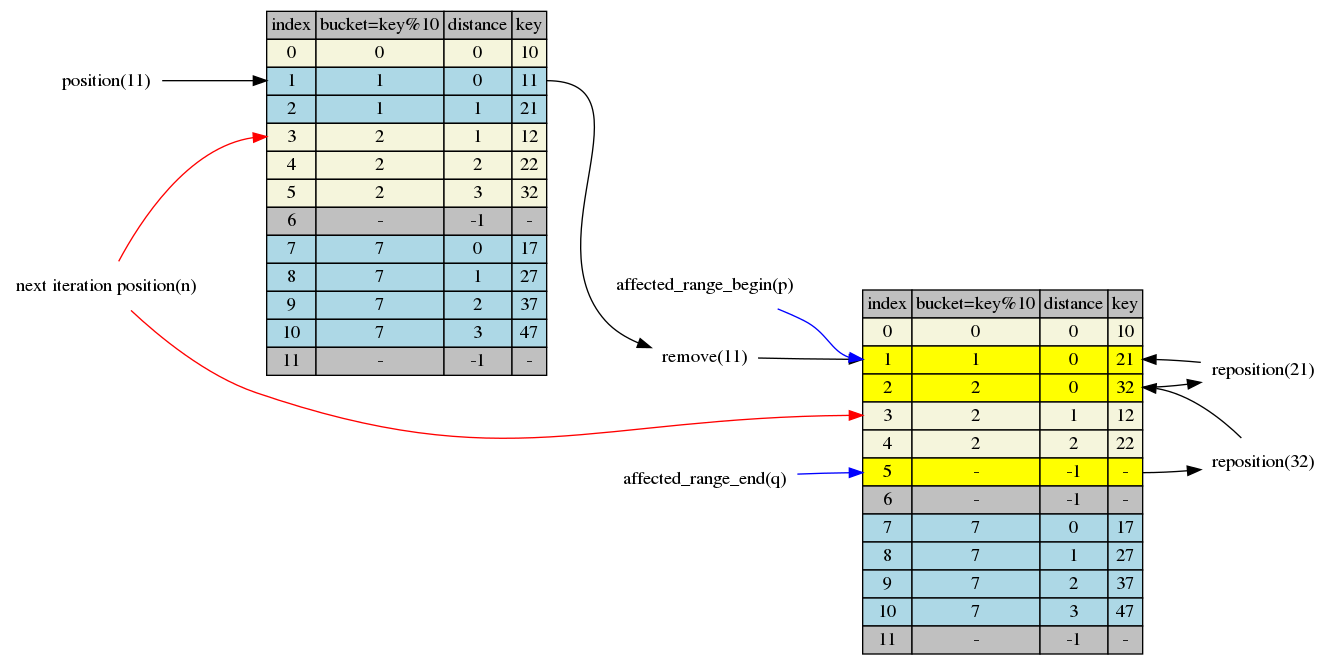 index bucket=key%10 distance key
0 0 0 10
position(11)
1 1 0 11
2 1 1 21
3 2 1 12
4 2 2 22
5 2 3 32
6 - -1 -
7 7 0 17
8 7 1 27
9 7 2 37
10 7 3 47
11 - -1 -
next iteration position(n)
affected_range_begin(p)
remove(11)
affected_range_end(q)
index bucket=key%10 distance key
0 0 0 10
1 1 0 21
2 2 0 32
3 2 1 12
4 2 2 22
5 - -1 -
6 - -1 -
7 7 0 17
8 7 1 27
9 7 2 37
10 7 3 47
11 - -1 -
reposition(21)
reposition(32)